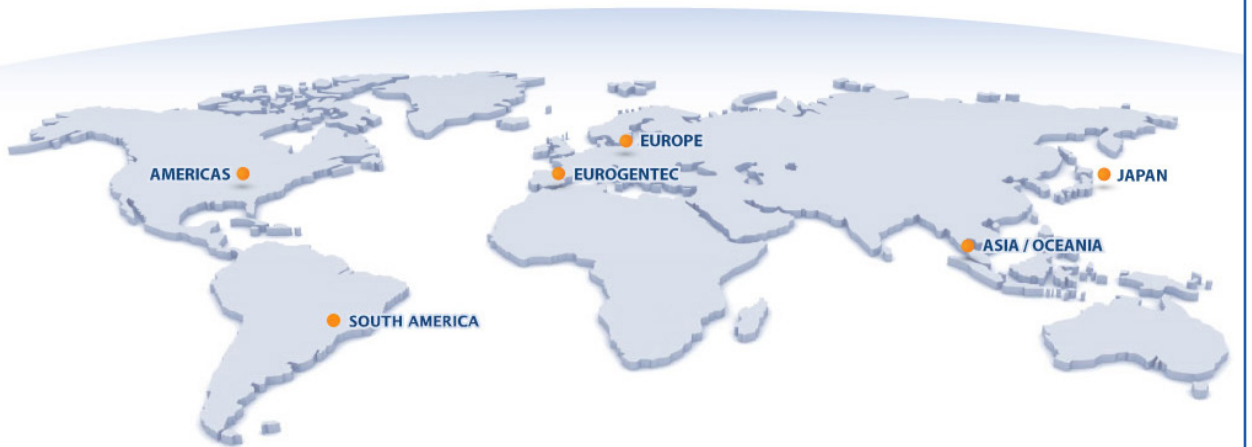 EUROPE
AMERICAS
EUROGENTEC
JAPAN
ASIA / OCEANIA
SOUTH AMERICA